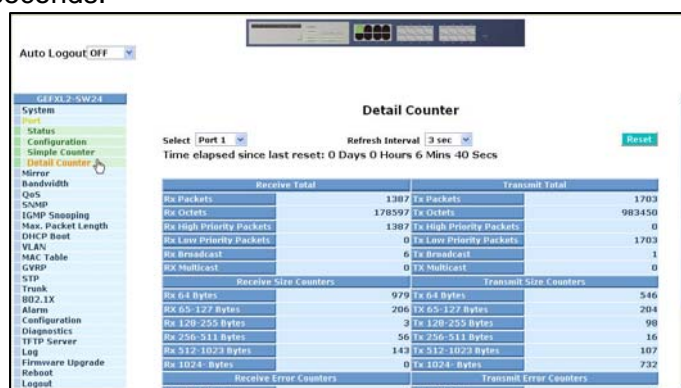 seconds.
Auto Logout OFF
GEFXL2-SW24
System
Port
Status
Configuration
Simple Counter
Detail Counter
Mirror
Bandwidth
QoS
SNMP
IGMP Snooping
Max. Packet Length
DHCP Boot
VLAN
MAC Table
GVRP
STP
Trunk
802.1X
Alarm
Configuration
Diagnostics
TFTP Server
Log
Firmware Upgrade
Reboot
Logout
Detail Counter
Select Port 1 Refresh Interval 3 sec Reset
Time elapsed since last reset: 0 Days 0 Hours 6 Mins 40 Secs
Receive Total Transmit Total
Rx Packets 1387 Tx Packets 1703
Rx Octets 178597 Tx Octets 983450
Rx High Priority Packets 1387 Tx High Priority Packets 0
Rx Low Priority Packets 0 Tx Low Priority Packets 1703
Rx Broadcast 6 Tx Broadcast 1
RX Multicast 0 TX Multicast 0
Receive Size Counters Transmit Size Counters
Rx 64 Bytes 979 Tx 64 Bytes 546
RX 65-127 Bytes 206 TX 65-127 Bytes 204
Rx 128-255 Bytes 3 Tx 128-255 Bytes 98
Rx 256-511 Bytes 56 Tx 256-511 Bytes 16
Rx 512-1023 Bytes 143 Tx 512-1023 Bytes 107
Rx 1024- Bytes 0 Tx 1024- Bytes 732
Receive Error Counters Transmit Error Counters